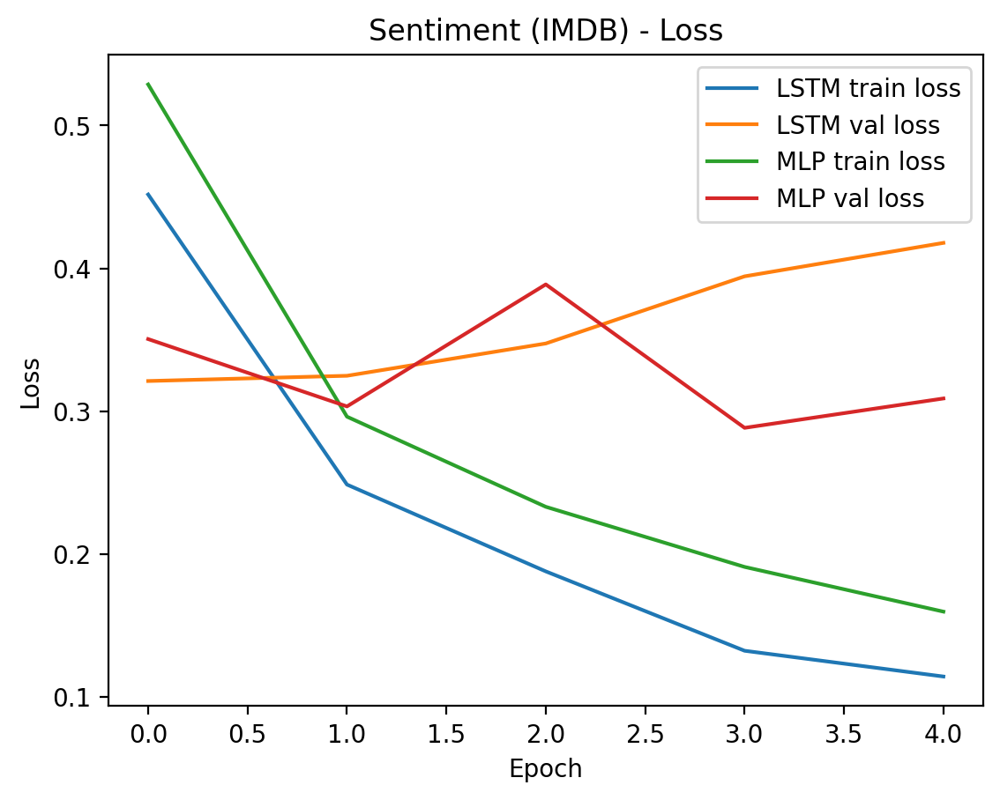 Sentiment (IMDB) - Loss
LSTM train loss
LSTM val loss
MLP train loss
MLP val loss
0.5
0.4
0.3
0.2
0.1
Loss
0.0 0.5 1.0 1.5 2.0 2.5 3.0 3.5 4.0
Epoch